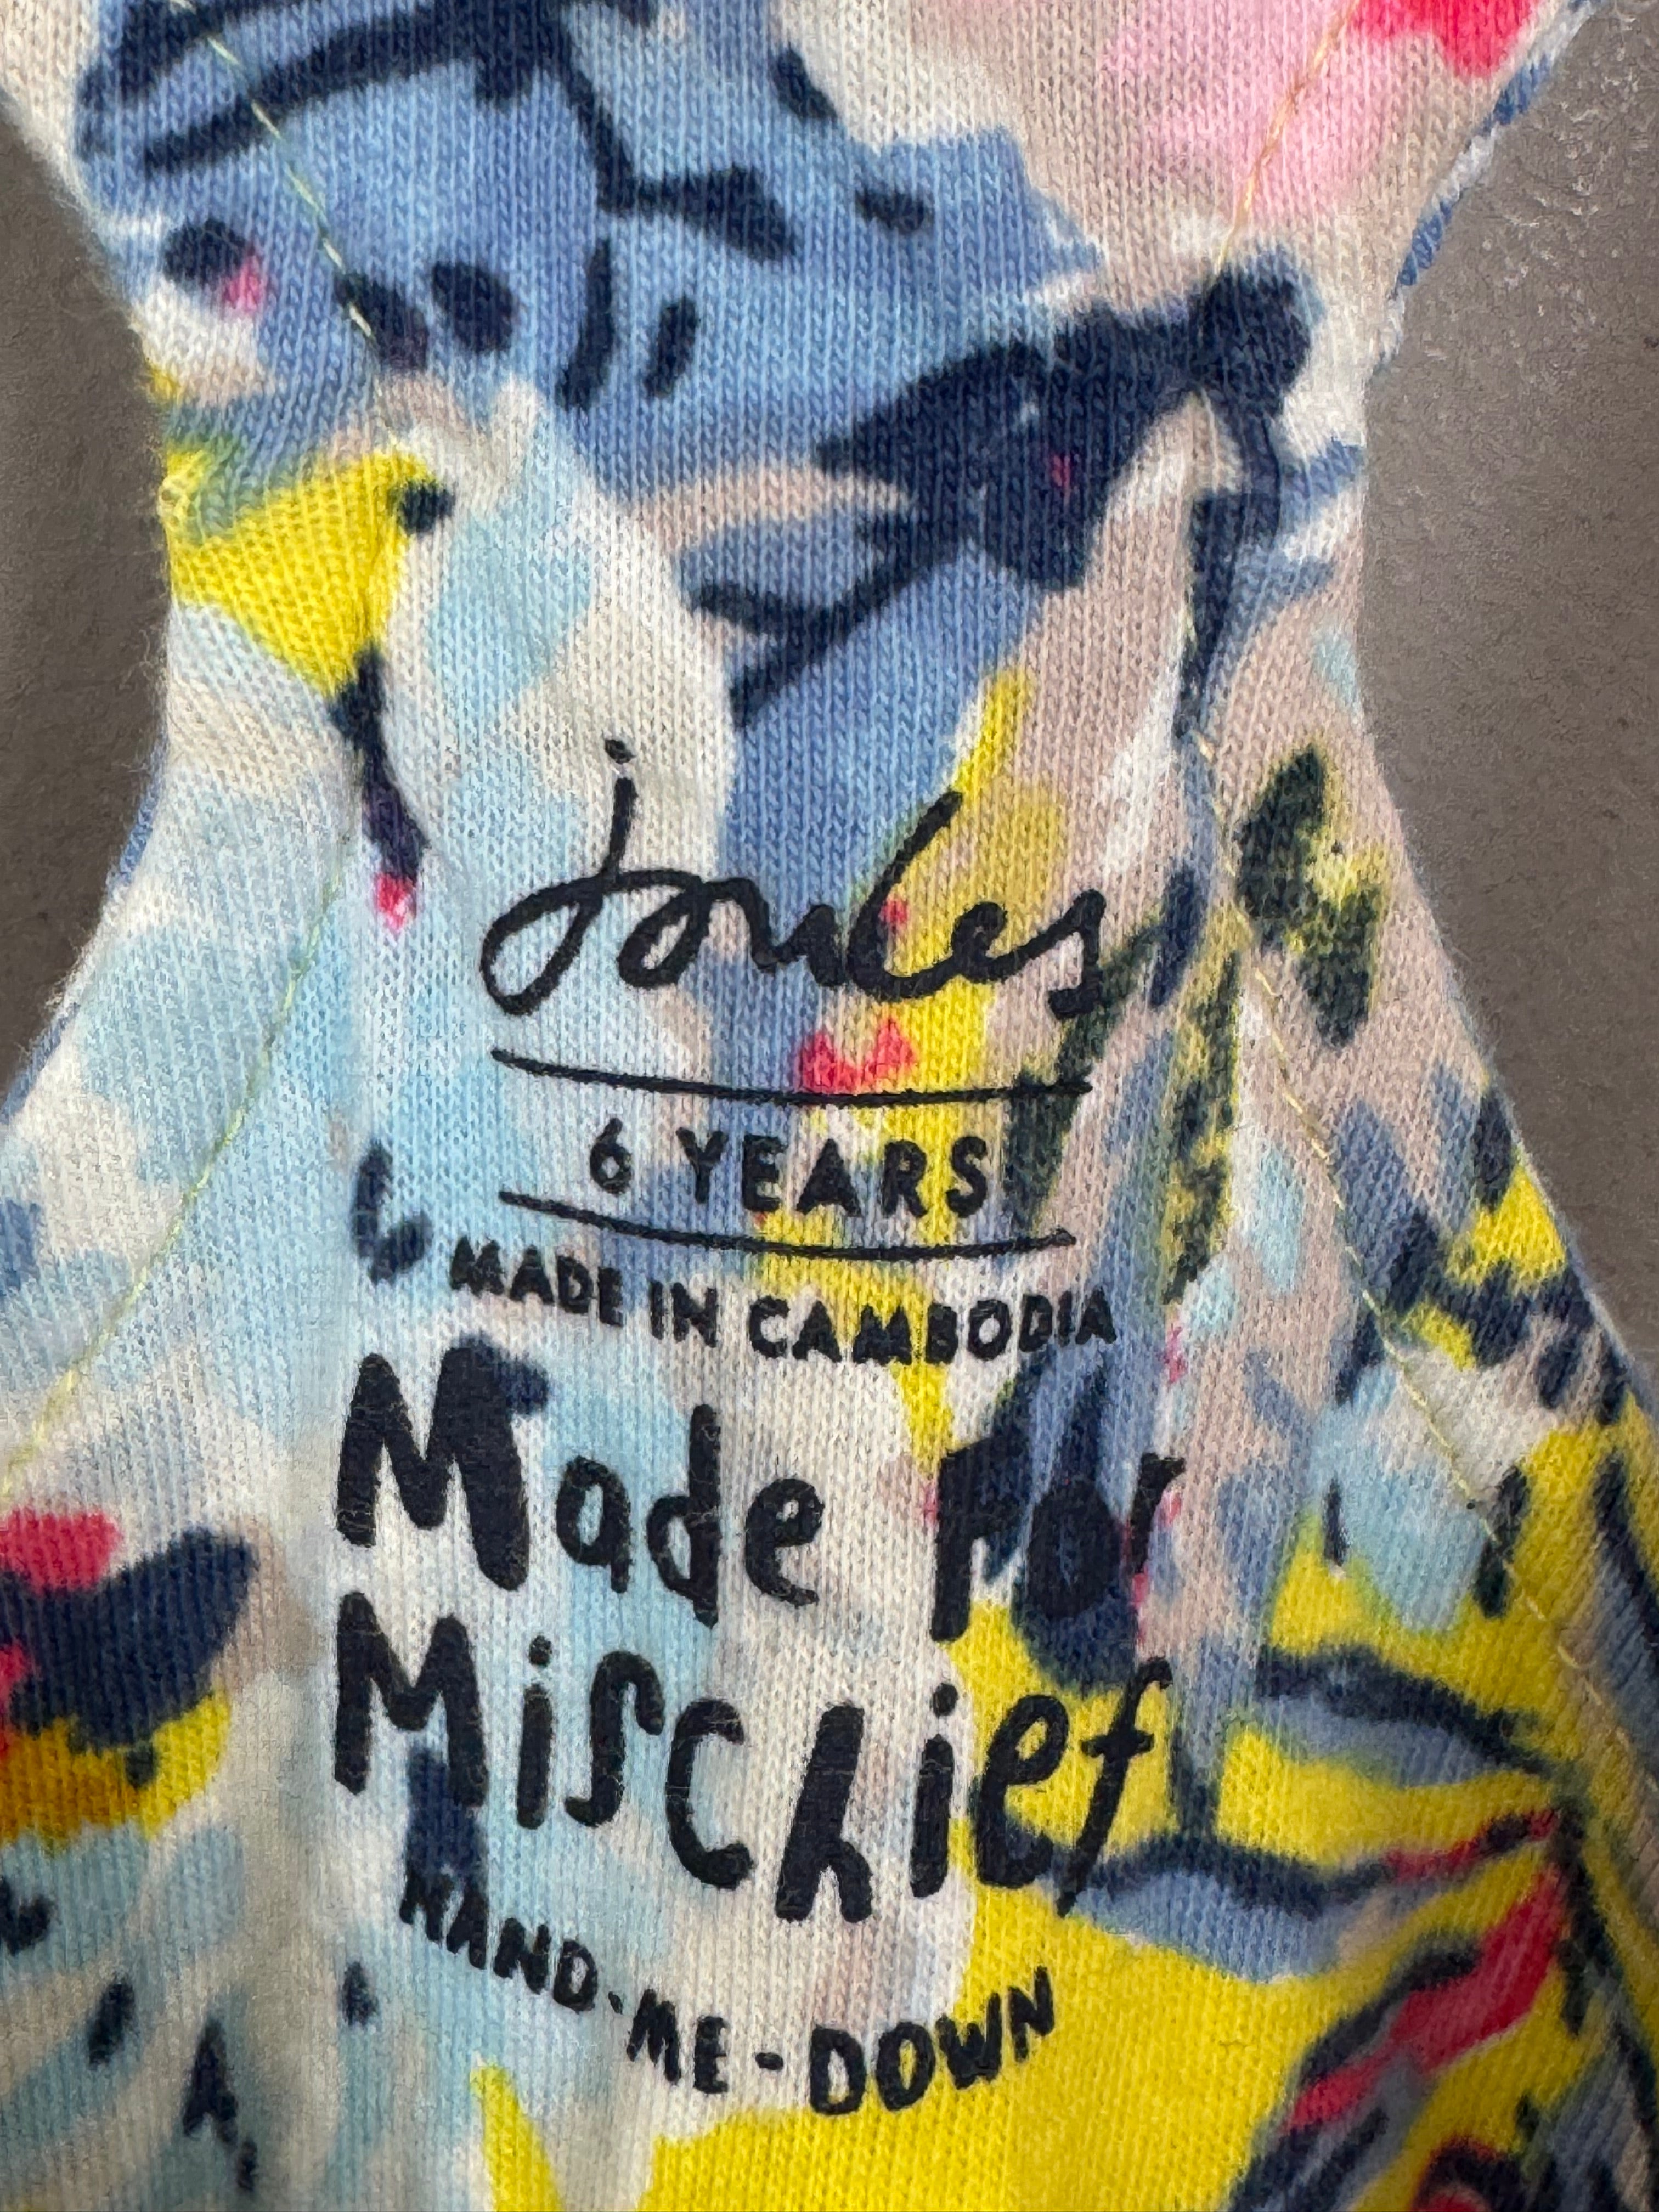 Joules
6 YEARS
MADE IN CAMBODIA
Made For
Mischief
HAND-ME-DOWN